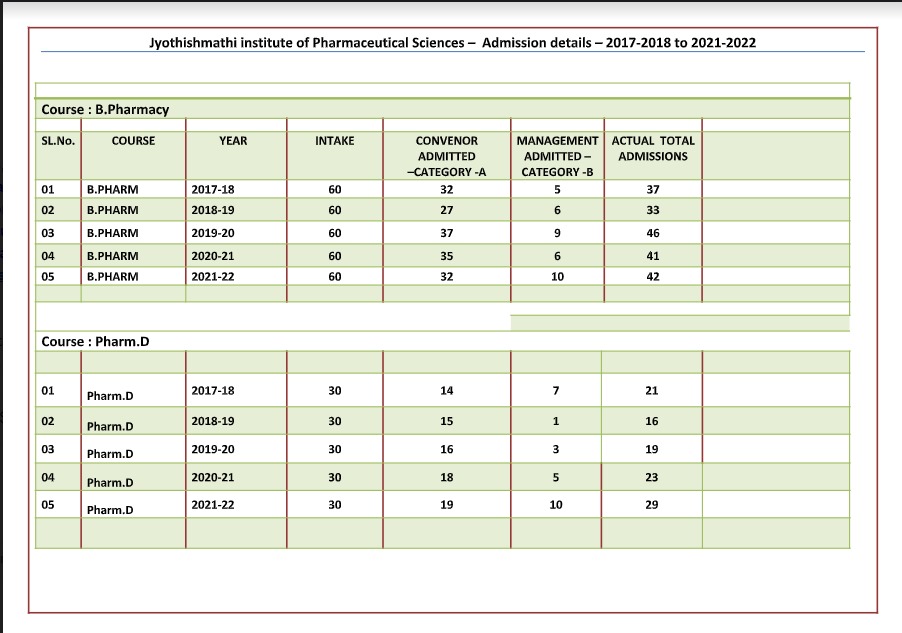 Jyothishmathi institute of Pharmaceutical Sciences – Admission details – 2017-2018 to 2021-2022
Course : B.Pharmacy
SL.No. COURSE YEAR INTAKE CONVENOR ADMITTED –CATEGORY -A MANAGEMENT ADMITTED – CATEGORY -B ACTUAL TOTAL ADMISSIONS
01 B.PHARM 2017-18 60 32 5 37
02 B.PHARM 2018-19 60 27 6 33
03 B.PHARM 2019-20 60 37 9 46
04 B.PHARM 2020-21 60 35 6 41
05 B.PHARM 2021-22 60 32 10 42
Course : Pharm.D
01 Pharm.D 2017-18 30 14 7 21
02 Pharm.D 2018-19 30 15 1 16
03 Pharm.D 2019-20 30 16 3 19
04 Pharm.D 2020-21 30 18 5 23
05 Pharm.D 2021-22 30 19 10 29